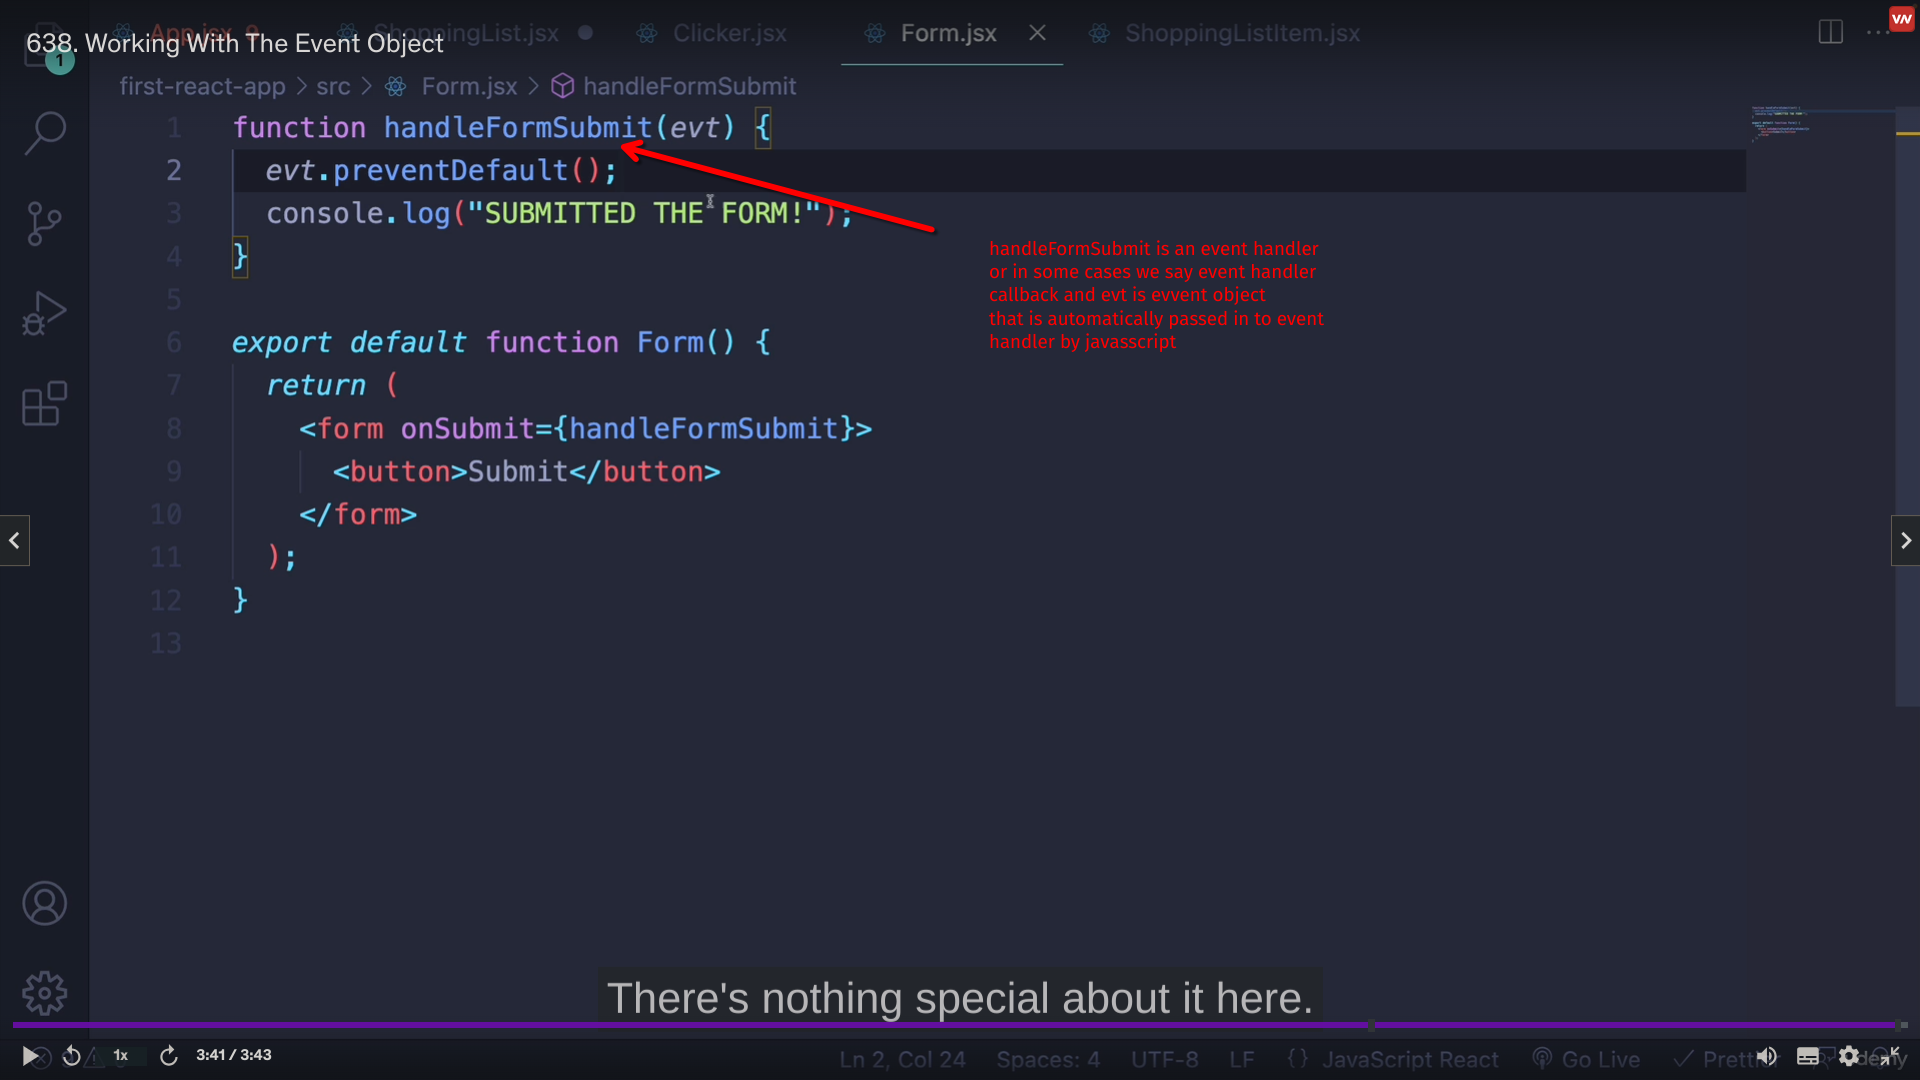 App.jsx 9
ShoppingList.jsx
Clicker.jsx
Form.jsx
ShoppingListItem.jsx
638. Working With The Event Object
1
first-react-app > src > Form.jsx > handleFormSubmit
1 function handleFormSubmit(evt) {
2 evt.preventDefault();
3 console.log("SUBMITTED THE FORM!");
4 }
5
6 export default function Form() {
7 return (
8 <form onSubmit={handleFormSubmit}>
9 <button>Submit</button>
10 </form>
11 );
12 }
13
handleFormSubmit is an event handler
or in some cases we say event handler
callback and evt is evvent object
that is automatically passed in to event
handler by javasscript
There's nothing special about it here.
1x
3:41 / 3:43
Ln 2, Col 24
Spaces: 4
UTF-8
LF
{} JavaScript React
Go Live